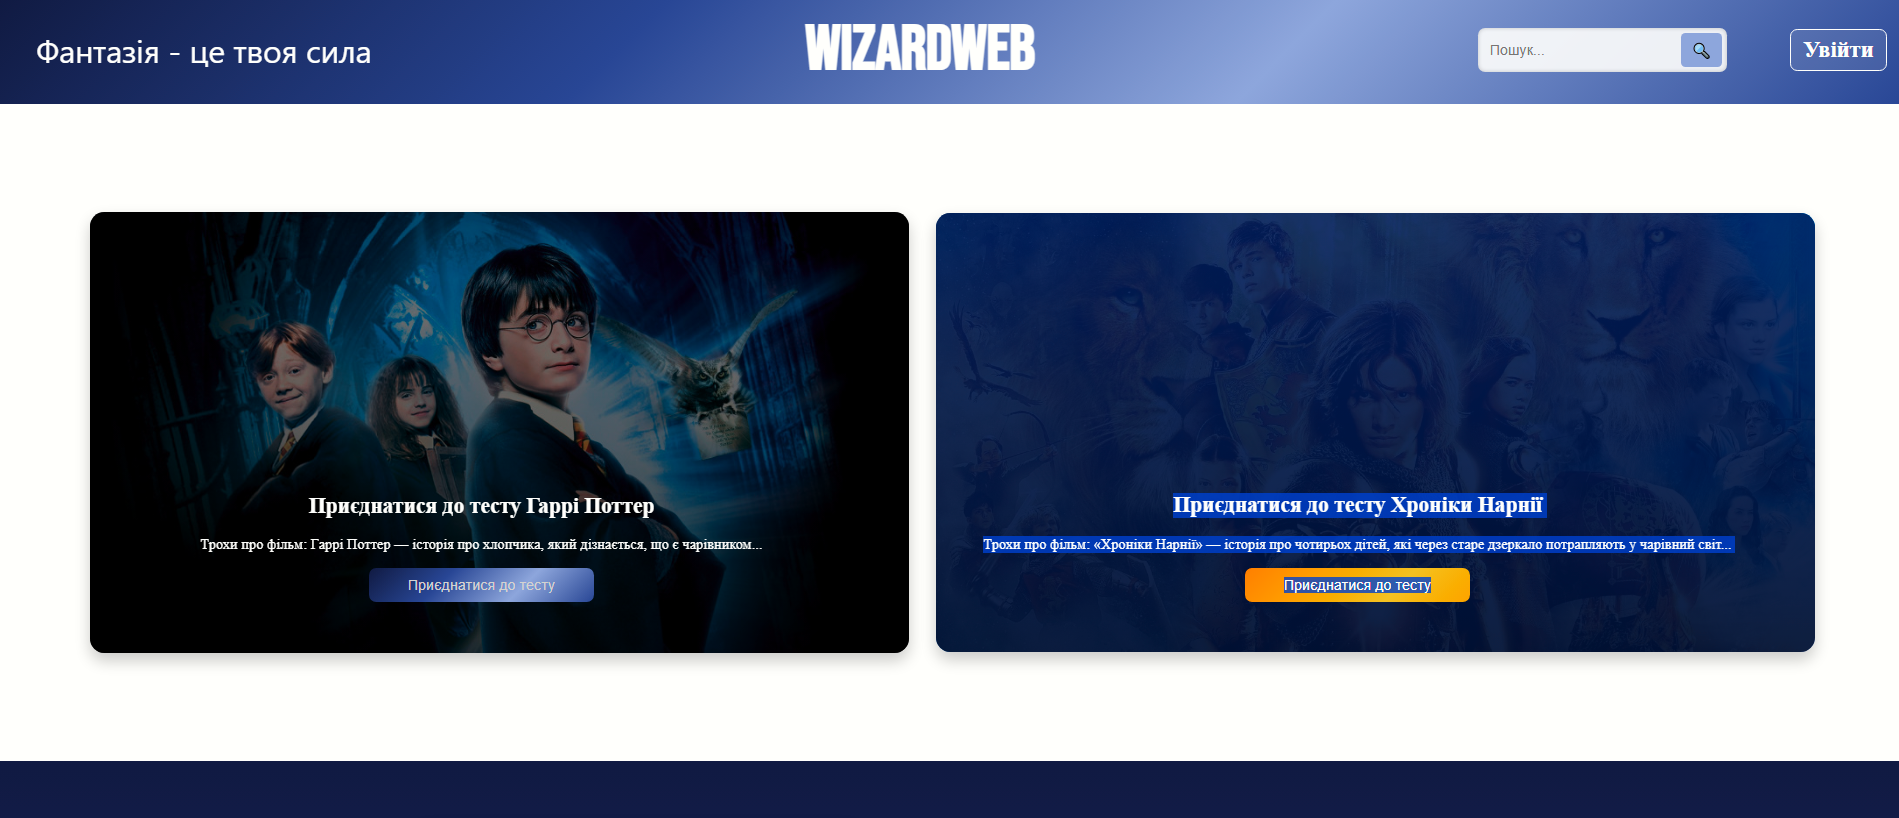 Фантазія - це твоя сила
WIZARDWEB
Пошук...
Увійти
Приєднатися до тесту Гаррі Поттер
Трохи про фільм: Гаррі Поттер — історія про хлопчика, який дізнається, що є чарівником...
Приєднатися до тесту
Приєднатися до тесту Хроніки Нарнії
Трохи про фільм: «Хроніки Нарнії» — історія про чотирьох дітей, які через старе дзеркало потрапляють у чарівний світ...
Приєднатися до тесту